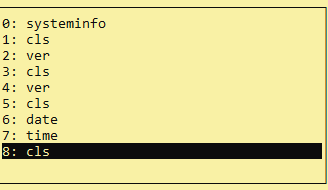 0: systeminfo
1: cls
2: ver
3: cls
4: ver
5: cls
6: date
7: time
8: cls